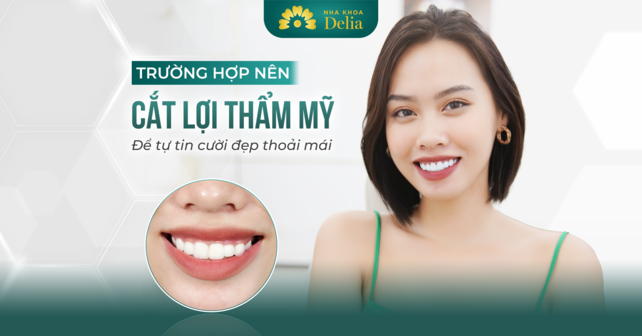 NHA KHOA
Delia
TRƯỜNG HỢP NÊN
CẮT LỢI THẨM MỸ
Để tự tin cười đẹp thoải mái